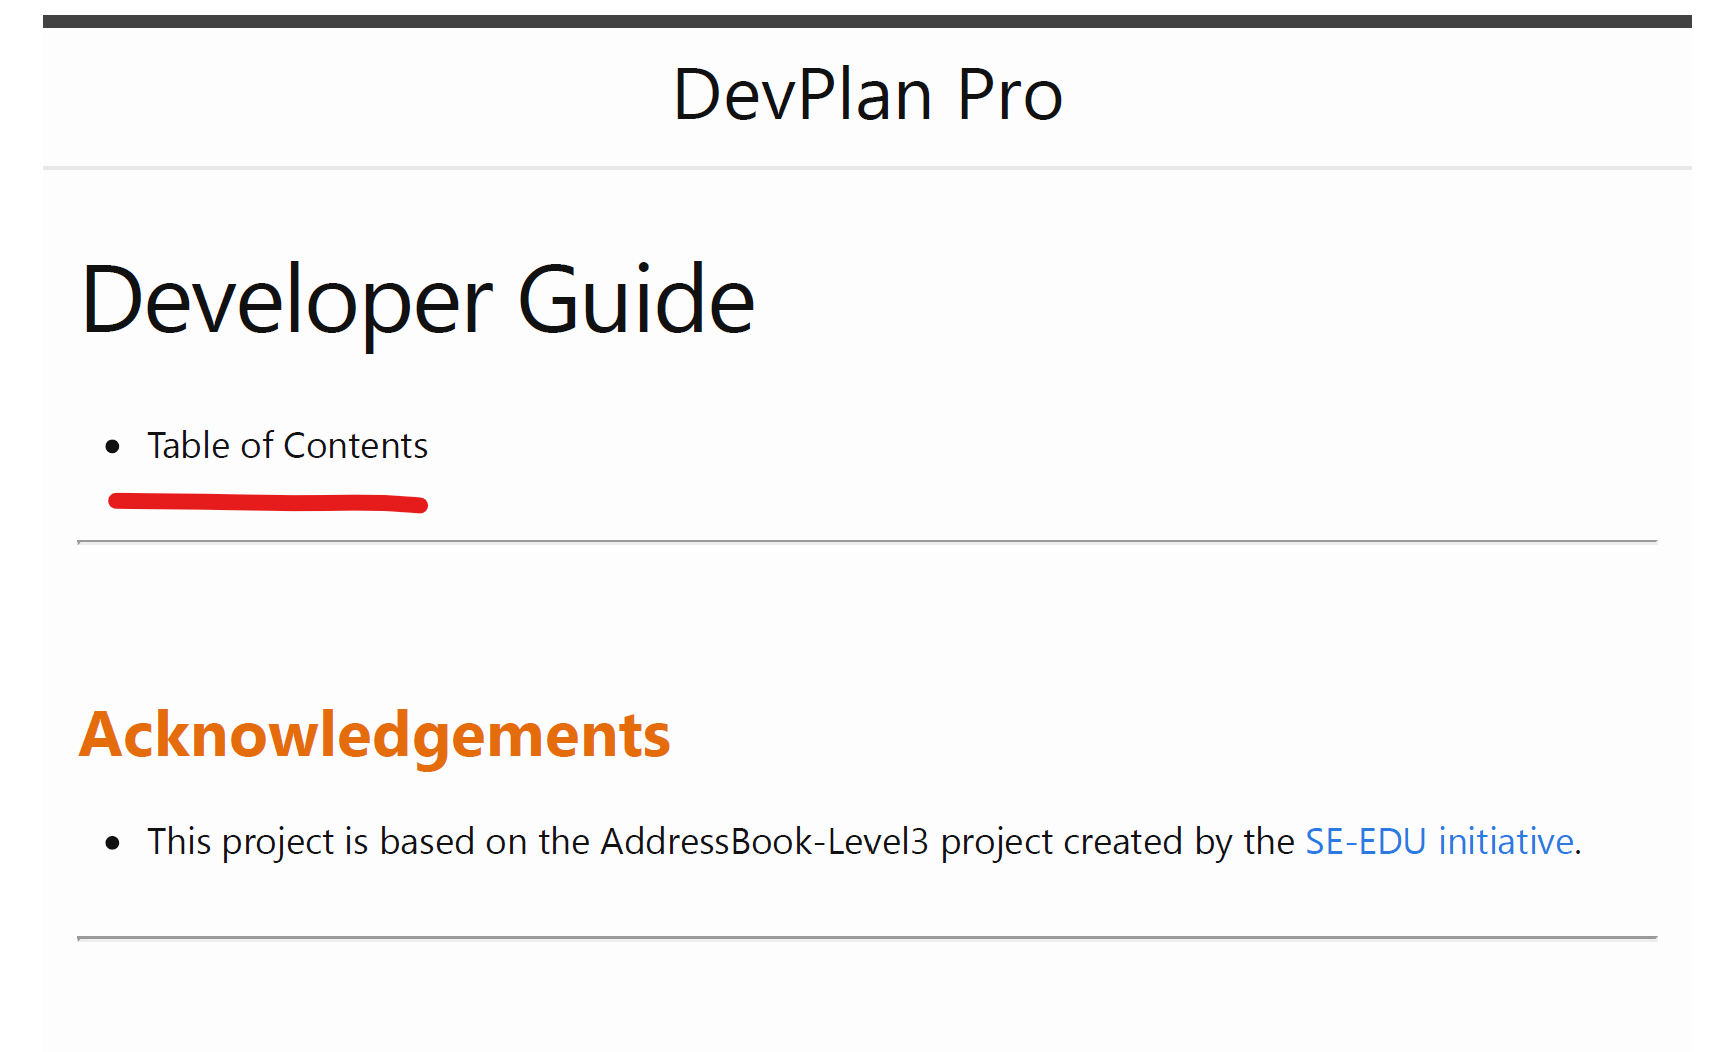 DevPlan Pro
Developer Guide
• Table of Contents
Acknowledgements
• This project is based on the AddressBook-Level3 project created by the SE-EDU initiative.